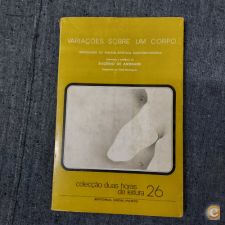 VARIAÇÕES SOBRE UM CORPO
EUGÉNIO DE ANDRADE
colecção duas horas
de leitura 26
EDITORIAL INOVA / PORTO